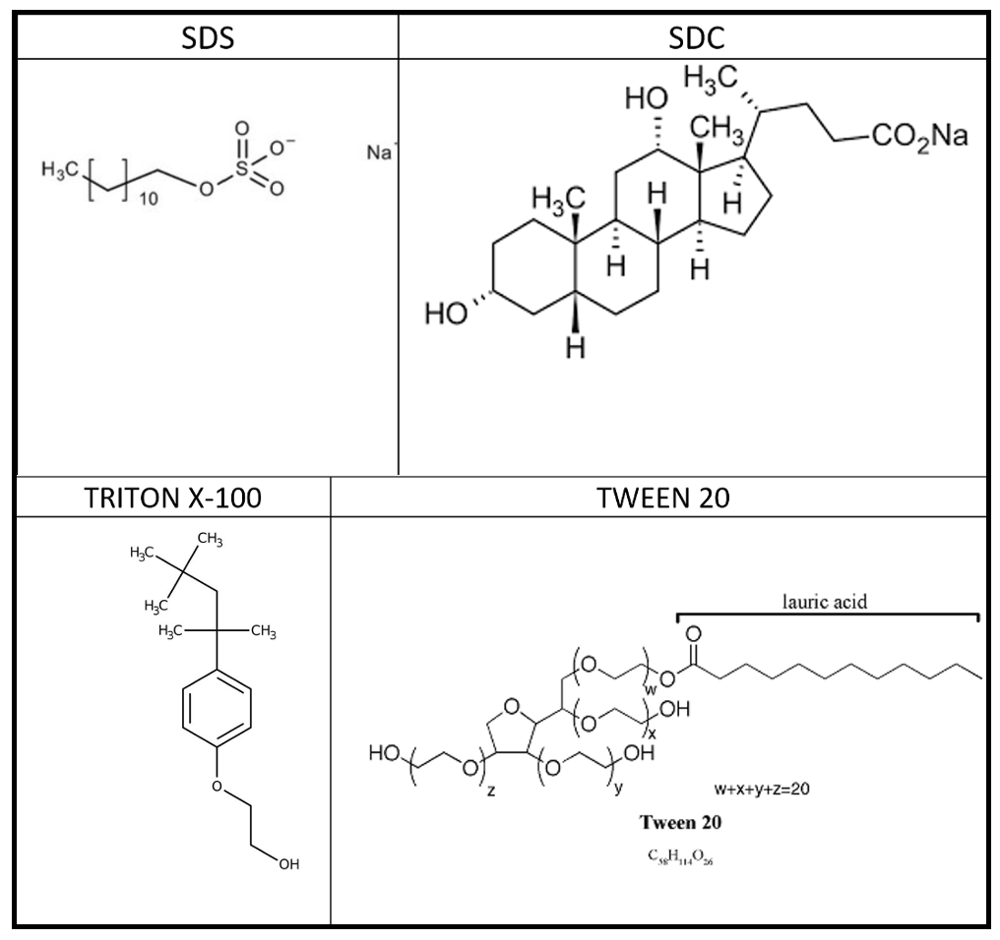 SDS
SDC
H₃C
10
O
S
O
O⁻
O
Na
H₃C
HO
CH₃
CO₂Na
H₃C
H
H
H
H
HO
H
TRITON X-100
TWEEN 20
H₃C
CH₃
H₃C
H₃C
CH₃
O
OH
lauric acid
O
O
w
O
O
O
x
OH
HO
O
z
O
y
OH
w+x+y+z=20
Tween 20
C₅₈H₁₁₄O₂₆